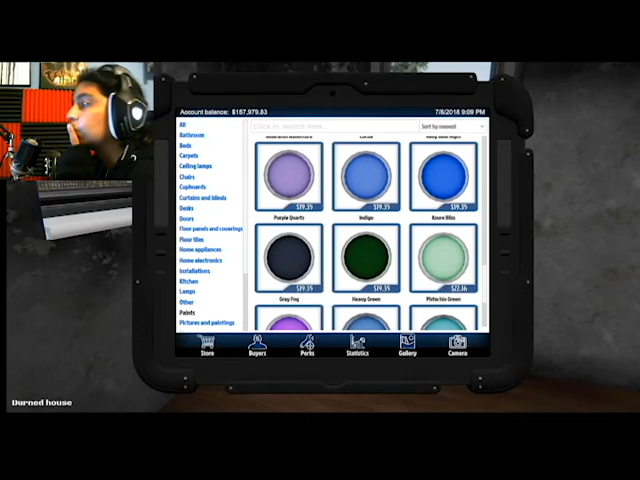 Account balance: $157,979.83
7/8/2018 9:09 PM
All
Bathroom
Beds
Carpets
Ceiling lamps
Chairs
Cupboards
Curtains and blinds
Desks
Doors
Floor panels and coverings
Floor tiles
Home appliances
Home electronics
Installations
Kitchen
Lamps
Other
Paints
Pictures and paintings
Click to search item...
Sort by newest
$19.35
$19.35
$19.35
Purple Quartz
Indigo
Azure Bliss
$19.35
$19.35
$22.36
Gray Fog
Heavy Green
Pistachio Green
Store
Buyers
Perks
Statistics
Gallery
Camera
Burned house